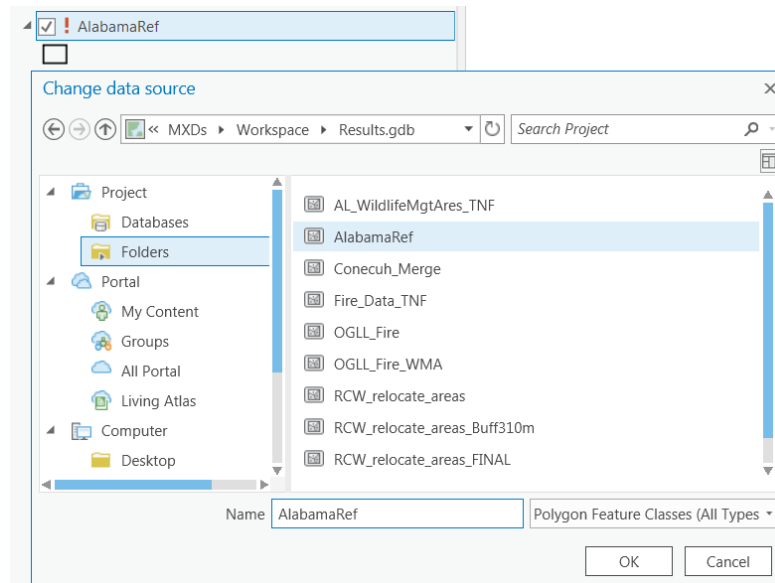 ! AlabamaRef
Change data source
« MXDs Workspace Results.gdb Search Project
Project
Databases
Folders
Portal
My Content
Groups
All Portal
Living Atlas
Computer
Desktop
AL_WildlifeMgtAres_TNF
AlabamaRef
Conecuh_Merge
Fire_Data_TNF
OGLL_Fire
OGLL_Fire_WMA
RCW_relocate_areas
RCW_relocate_areas_Buff310m
RCW_relocate_areas_FINAL
Name AlabamaRef Polygon Feature Classes (All Types
OK Cancel